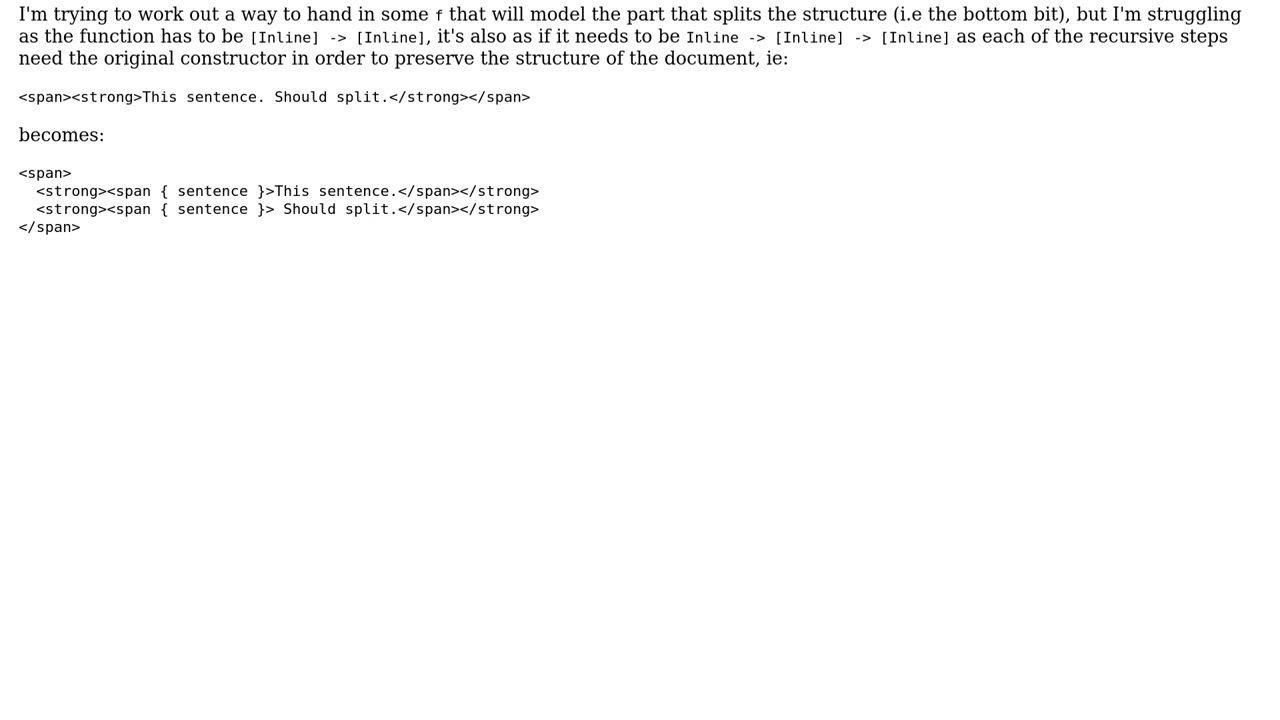 I'm trying to work out a way to hand in some f that will model the part that splits the structure (i.e the bottom bit), but I'm struggling
as the function has to be [Inline] -> [Inline], it's also as if it needs to be Inline -> [Inline] -> [Inline] as each of the recursive steps
need the original constructor in order to preserve the structure of the document, ie:
<span><strong>This sentence. Should split.</strong></span>
becomes:
<span>
  <strong><span { sentence }>This sentence.</span></strong>
  <strong><span { sentence }> Should split.</span></strong>
</span>